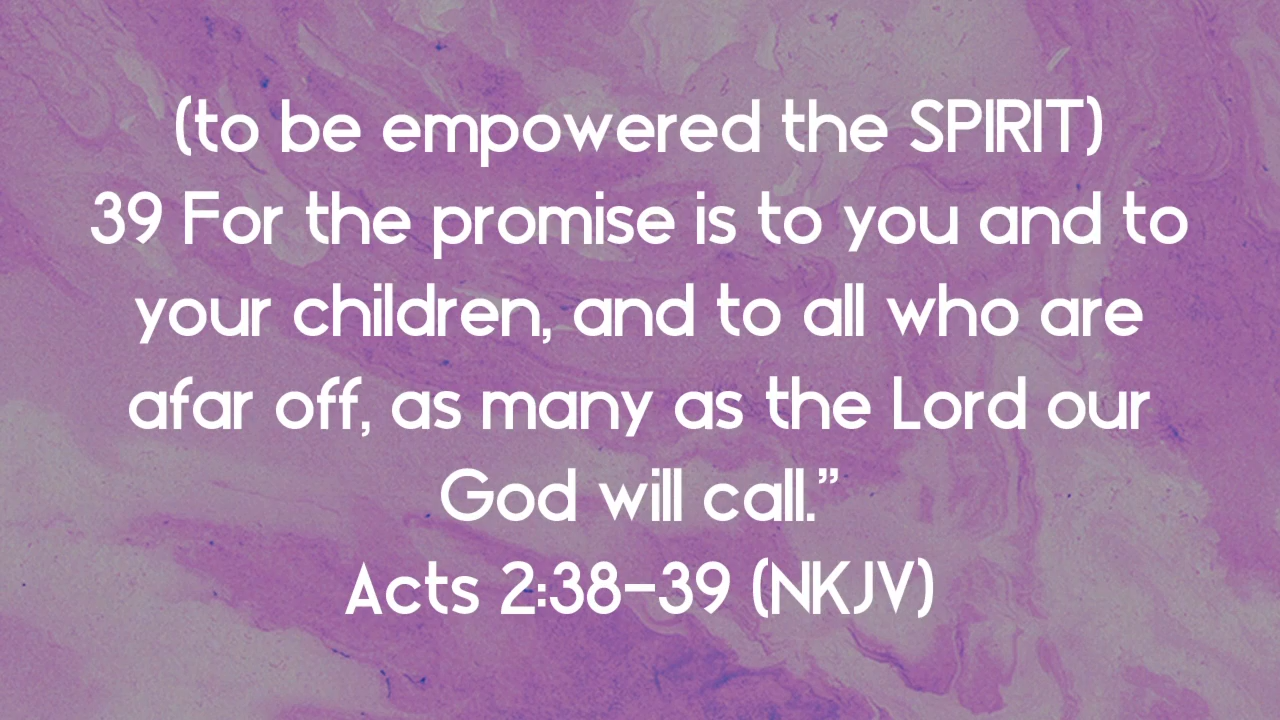 (to be empowered the SPIRIT)
39 For the promise is to you and to
your children, and to all who are
afar off, as many as the Lord our
God will call.”
Acts 2:38–39 (NKJV)